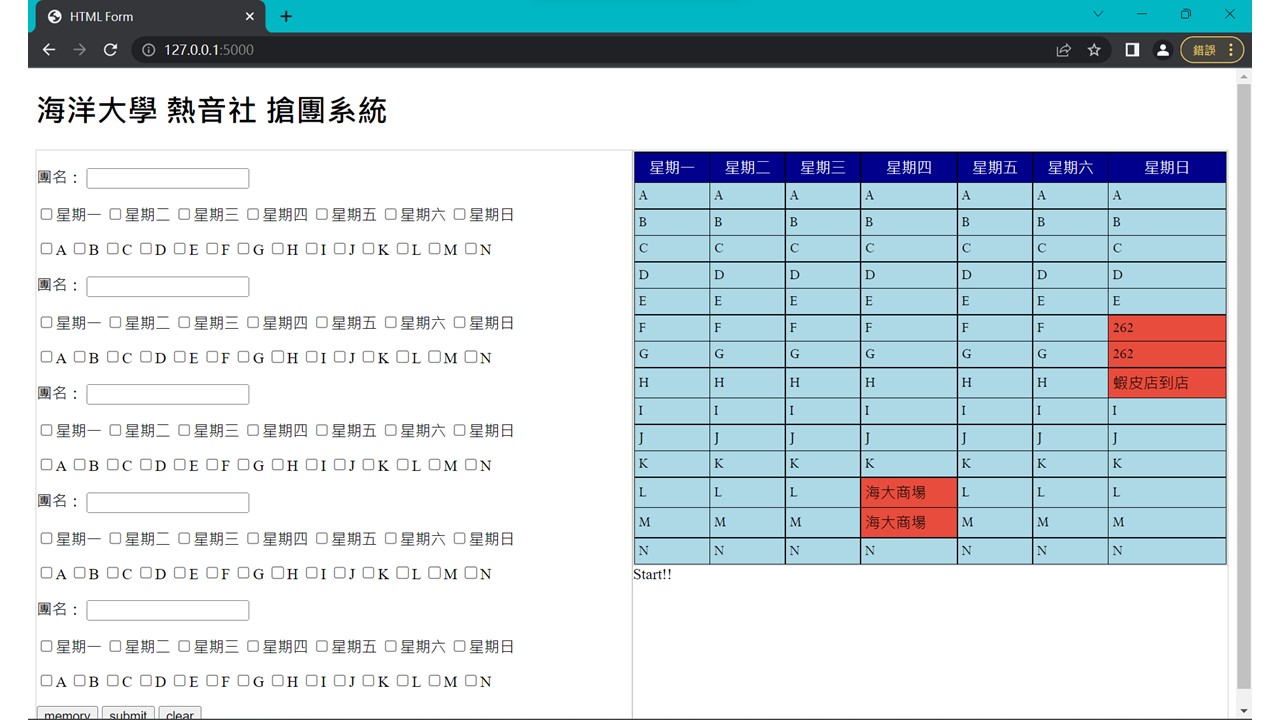 HTML Form
127.0.0.1:5000
錯誤
海洋大學 熱音社 搶團系統
團名：
星期一 星期二 星期三 星期四 星期五 星期六 星期日
A B C D E F G H I J K L M N
團名：
星期一 星期二 星期三 星期四 星期五 星期六 星期日
A B C D E F G H I J K L M N
團名：
星期一 星期二 星期三 星期四 星期五 星期六 星期日
A B C D E F G H I J K L M N
團名：
星期一 星期二 星期三 星期四 星期五 星期六 星期日
A B C D E F G H I J K L M N
團名：
星期一 星期二 星期三 星期四 星期五 星期六 星期日
A B C D E F G H I J K L M N
memory submit clear
星期一 星期二 星期三 星期四 星期五 星期六 星期日
A A A A A A A
B B B B B B B
C C C C C C C
D D D D D D D
E E E E E E E
F F F F F F 262
G G G G G G 262
H H H H H H 蝦皮店到店
I I I I I I I
J J J J J J J
K K K K K K K
L L L 海大商場 L L L
M M M 海大商場 M M M
N N N N N N N
Start!!